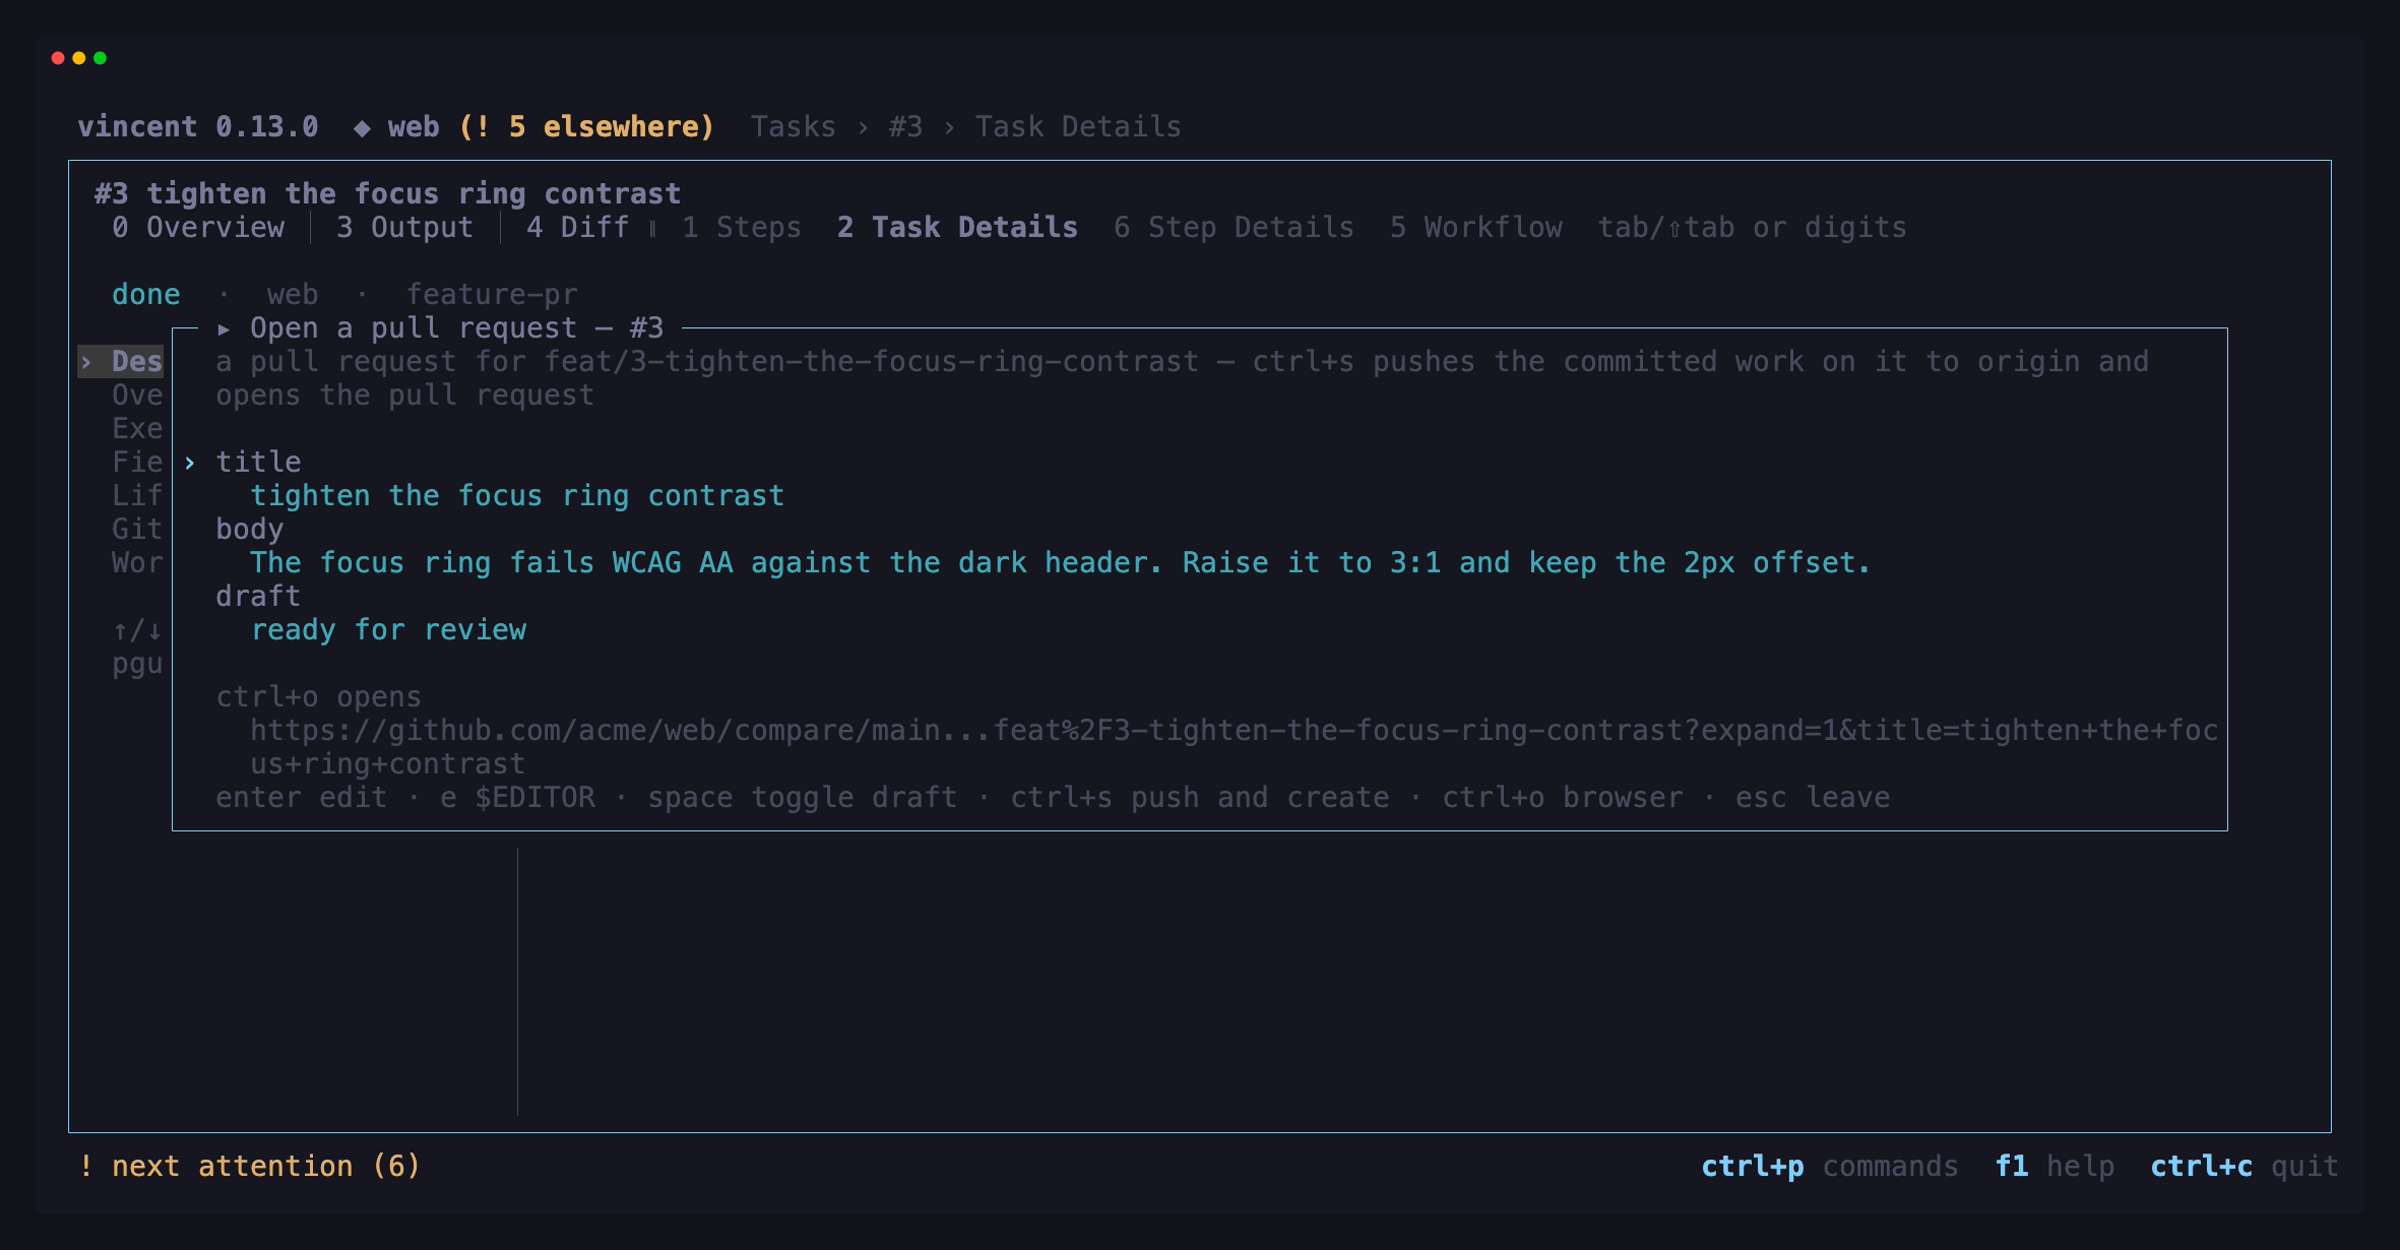 vincent 0.13.0 ◆ web (! 5 elsewhere) Tasks › #3 › Task Details
#3 tighten the focus ring contrast
0 Overview │ 3 Output │ 4 Diff ‖ 1 Steps 2 Task Details 6 Step Details 5 Workflow tab/⇧tab or digits
done · web · feature-pr
▸ Open a pull request — #3
› Des
a pull request for feat/3-tighten-the-focus-ring-contrast — ctrl+s pushes the committed work on it to origin and
Ove
opens the pull request
Exe
Fie
› title
Lif
tighten the focus ring contrast
Git
body
Wor
The focus ring fails WCAG AA against the dark header. Raise it to 3:1 and keep the 2px offset.
draft
↑/↓
ready for review
pgu
ctrl+o opens
https://github.com/acme/web/compare/main...feat%2F3-tighten-the-focus-ring-contrast?expand=1&title=tighten+the+foc
us+ring+contrast
enter edit · e $EDITOR · space toggle draft · ctrl+s push and create · ctrl+o browser · esc leave
! next attention (6)
ctrl+p commands f1 help ctrl+c quit